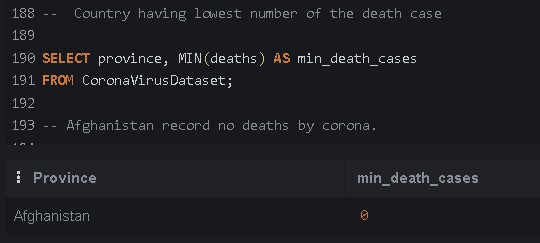 188 --  Country having lowest number of the death case
189
190 SELECT province, MIN(deaths) AS min_death_cases
191 FROM CoronaVirusDataset;
192
193 -- Afghanistan record no deaths by corona.
Province min_death_cases
Afghanistan 0